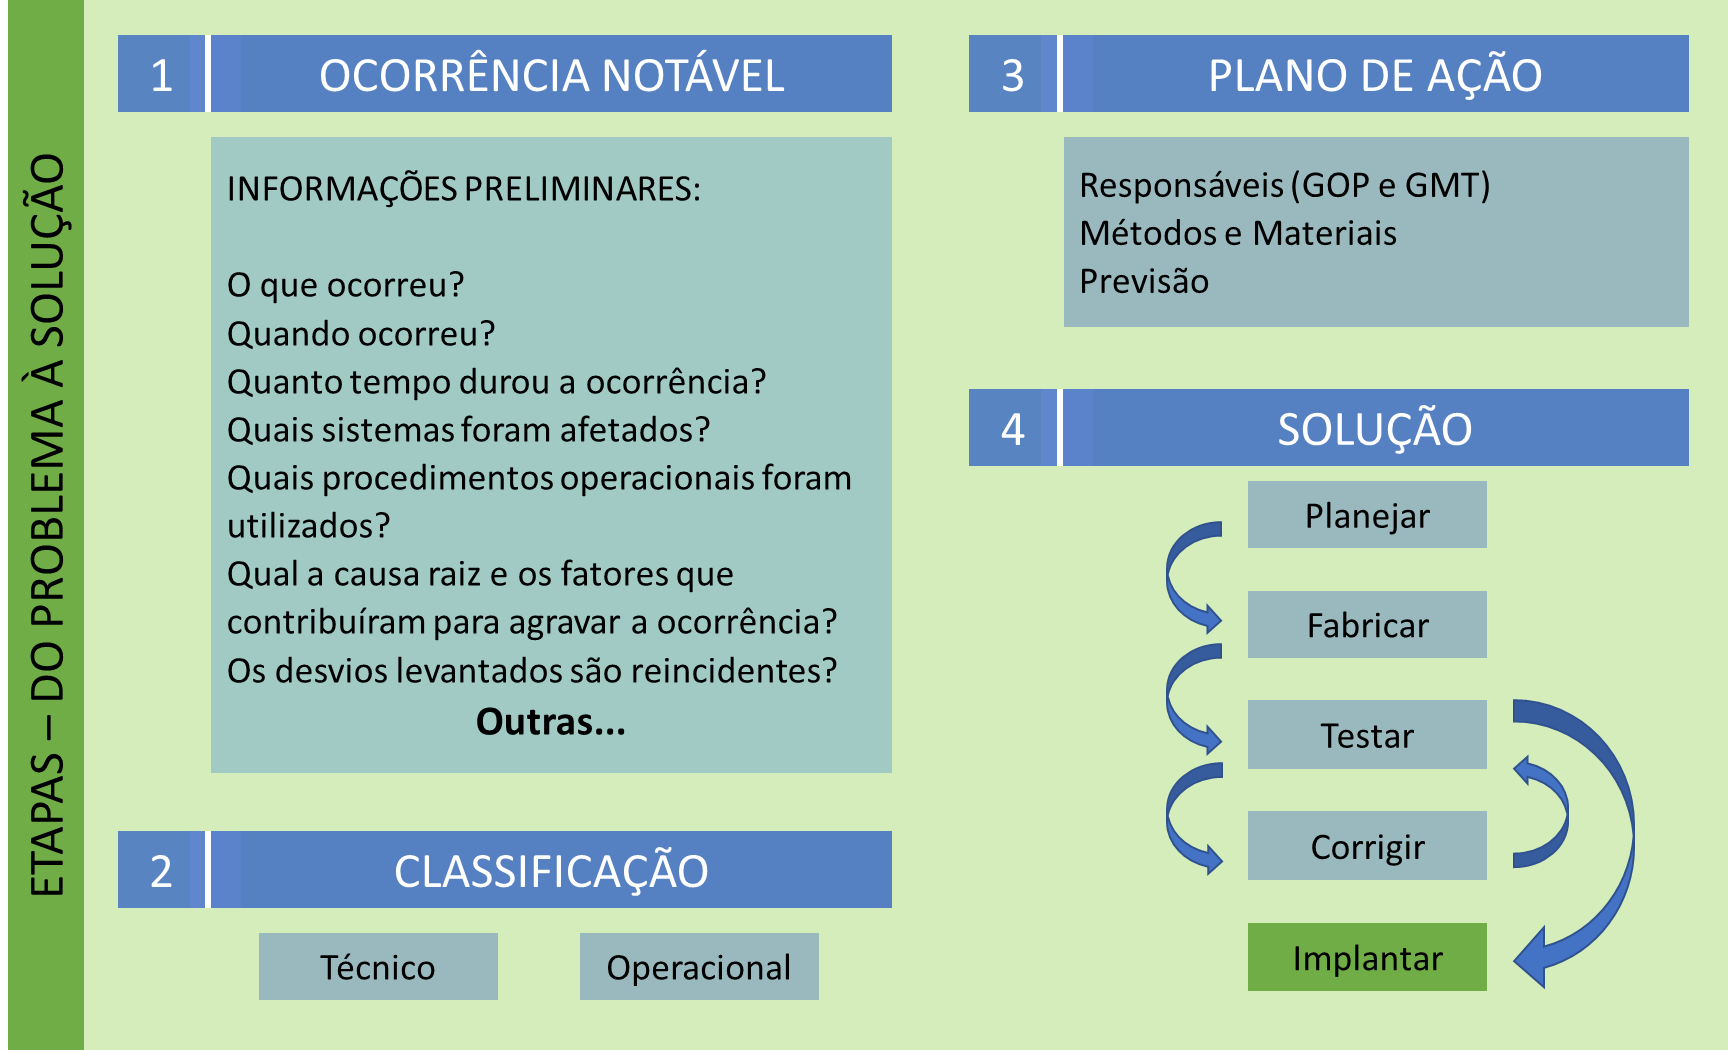 ETAPAS – DO PROBLEMA À SOLUÇÃO
1
OCORRÊNCIA NOTÁVEL
INFORMAÇÕES PRELIMINARES:
O que ocorreu?
Quando ocorreu?
Quanto tempo durou a ocorrência?
Quais sistemas foram afetados?
Quais procedimentos operacionais foram
utilizados?
Qual a causa raiz e os fatores que
contribuíram para agravar a ocorrência?
Os desvios levantados são reincidentes?
Outras...
2
CLASSIFICAÇÃO
Técnico
Operacional
3
PLANO DE AÇÃO
Responsáveis (GOP e GMT)
Métodos e Materiais
Previsão
4
SOLUÇÃO
Planejar
Fabricar
Testar
Corrigir
Implantar